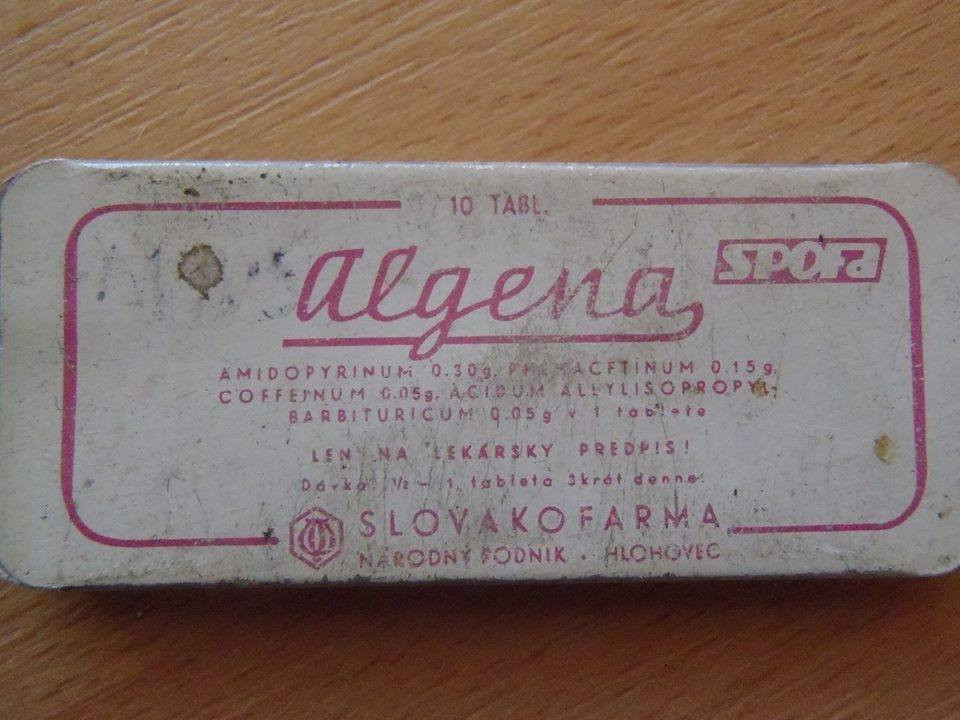 10 TABL.
Algena
SPOFA
AMIDOPYRINUM 0.30g, PHENACETINUM 0.15g,
COFFEINUM 0.05g, ACIDUM ALLYLISOPROPYL-
BARBITURICUM 0.05g v 1 tablete
LEN NA LEKÁRSKY PREDPIS!
Dávka: ½ - 1 tableta 3krát denne.
SLOVAKOFARMA
NÁRODNÝ PODNIK · HLOHOVEC